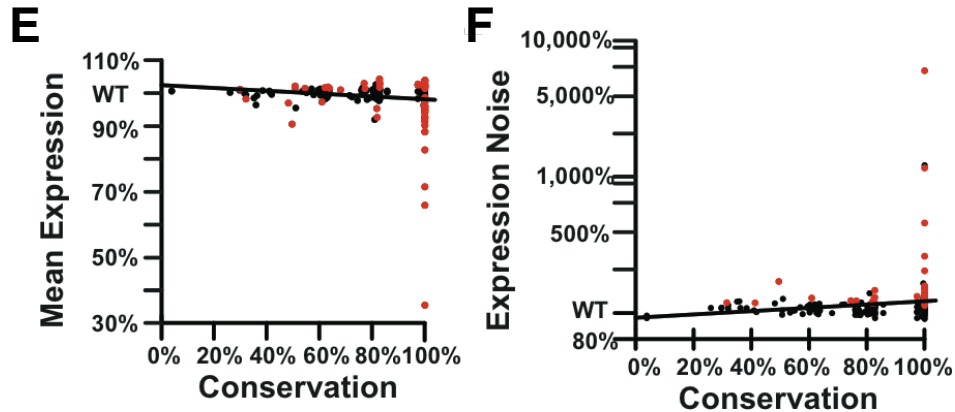 E
Mean Expression
110%
WT
90%
70%
50%
30%
0% 20% 40% 60% 80% 100%
Conservation
F
Expression Noise
10,000%
5,000%
1,000%
500%
WT
80%
0% 20% 40% 60% 80% 100%
Conservation